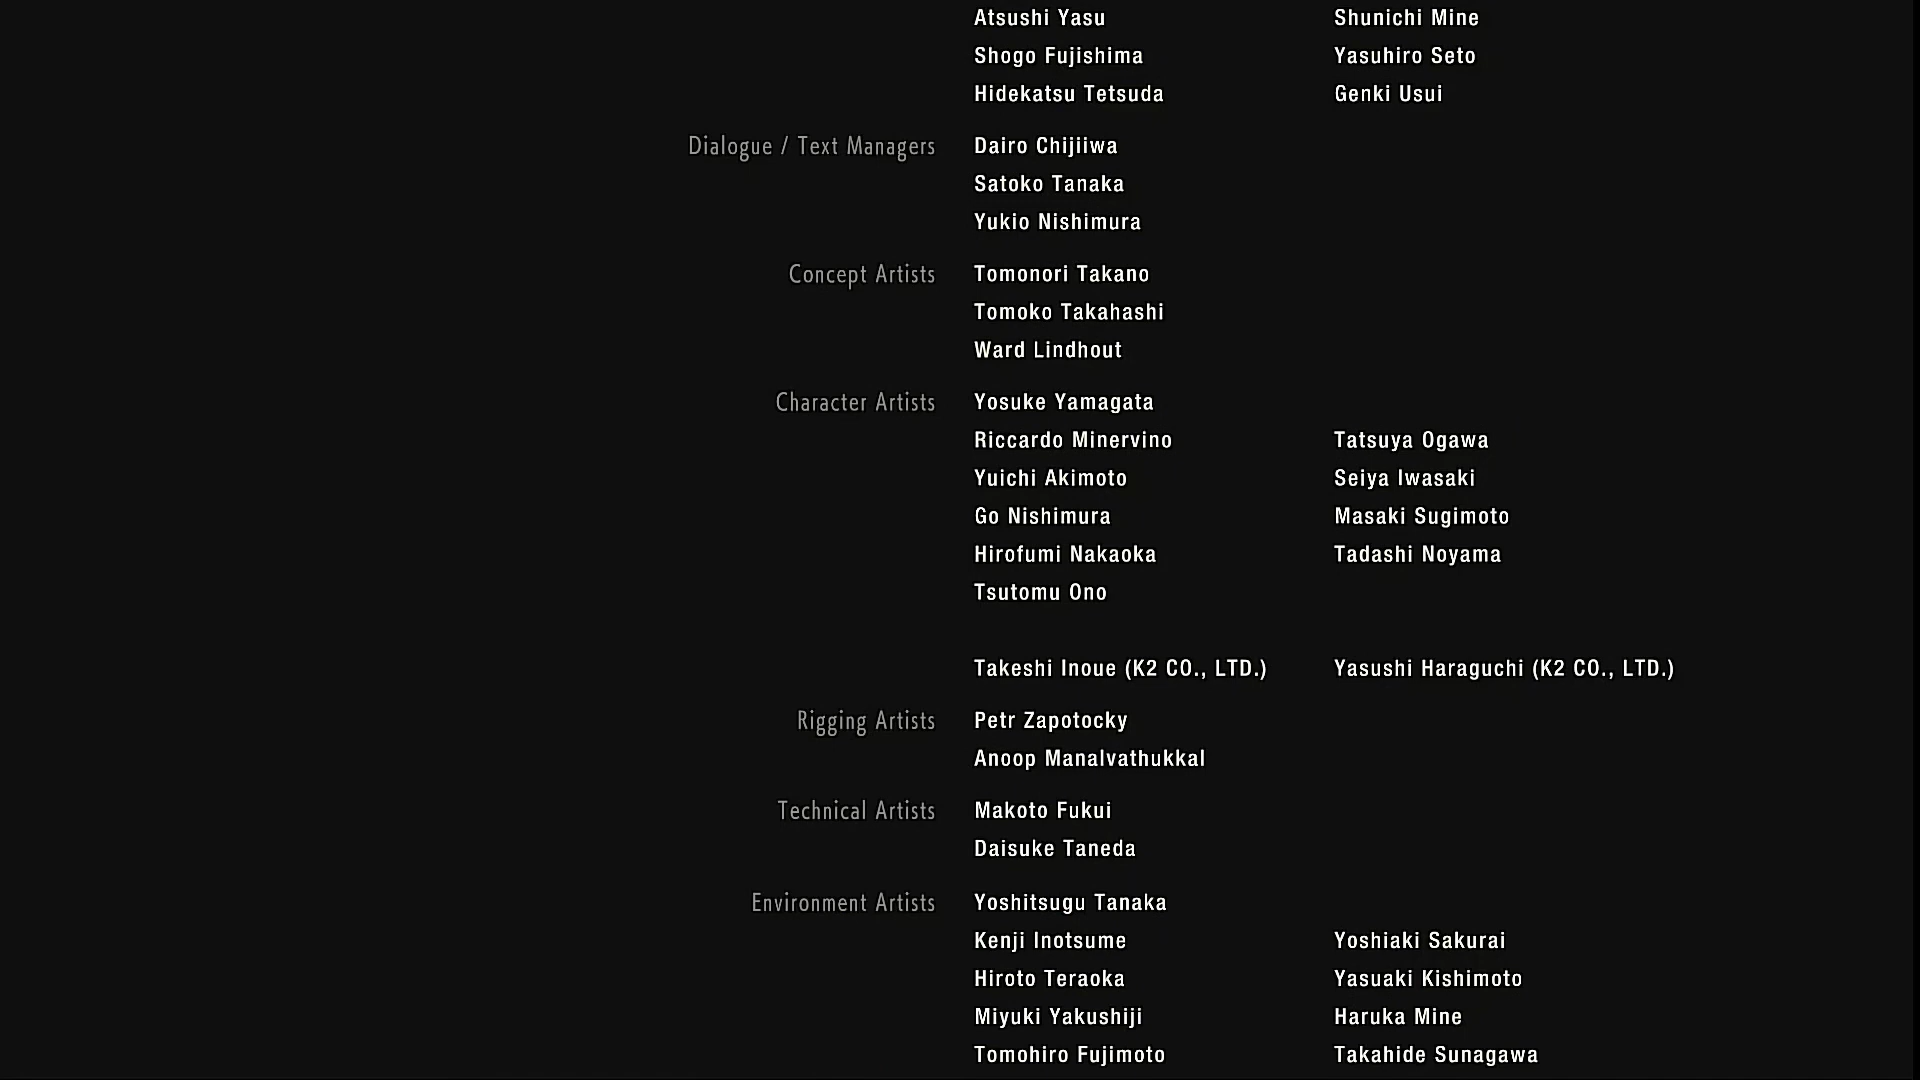 Atsushi Yasu Shunichi Mine
Shogo Fujishima Yasuhiro Seto
Hidekatsu Tetsuda Genki Usui
Dialogue / Text Managers Dairo Chijiiwa
Satoko Tanaka
Yukio Nishimura
Concept Artists Tomonori Takano
Tomoko Takahashi
Ward Lindhout
Character Artists Yosuke Yamagata
Riccardo Minervino Tatsuya Ogawa
Yuichi Akimoto Seiya Iwasaki
Go Nishimura Masaki Sugimoto
Hirofumi Nakaoka Tadashi Noyama
Tsutomu Ono
Takeshi Inoue (K2 CO., LTD.) Yasushi Haraguchi (K2 CO., LTD.)
Rigging Artists Petr Zapotocky
Anoop Manalvathukkal
Technical Artists Makoto Fukui
Daisuke Taneda
Environment Artists Yoshitsugu Tanaka
Kenji Inotsume Yoshiaki Sakurai
Hiroto Teraoka Yasuaki Kishimoto
Miyuki Yakushiji Haruka Mine
Tomohiro Fujimoto Takahide Sunagawa